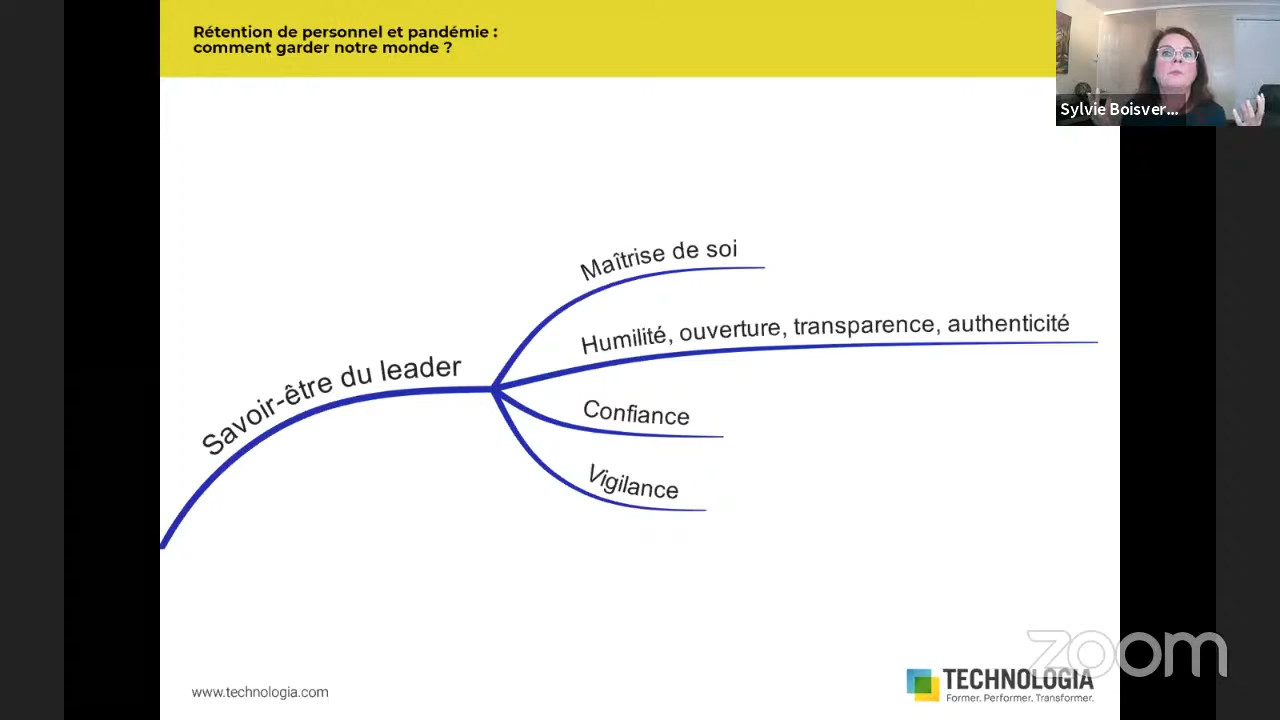 Rétention de personnel et pandémie :
comment garder notre monde ?
Sylvie Boisver...
Maîtrise de soi
Humilité, ouverture, transparence, authenticité
Savoir-être du leader
Confiance
Vigilance
zoom
www.technologia.com
TECHNOLOGIA
Former. Performer. Transformer.